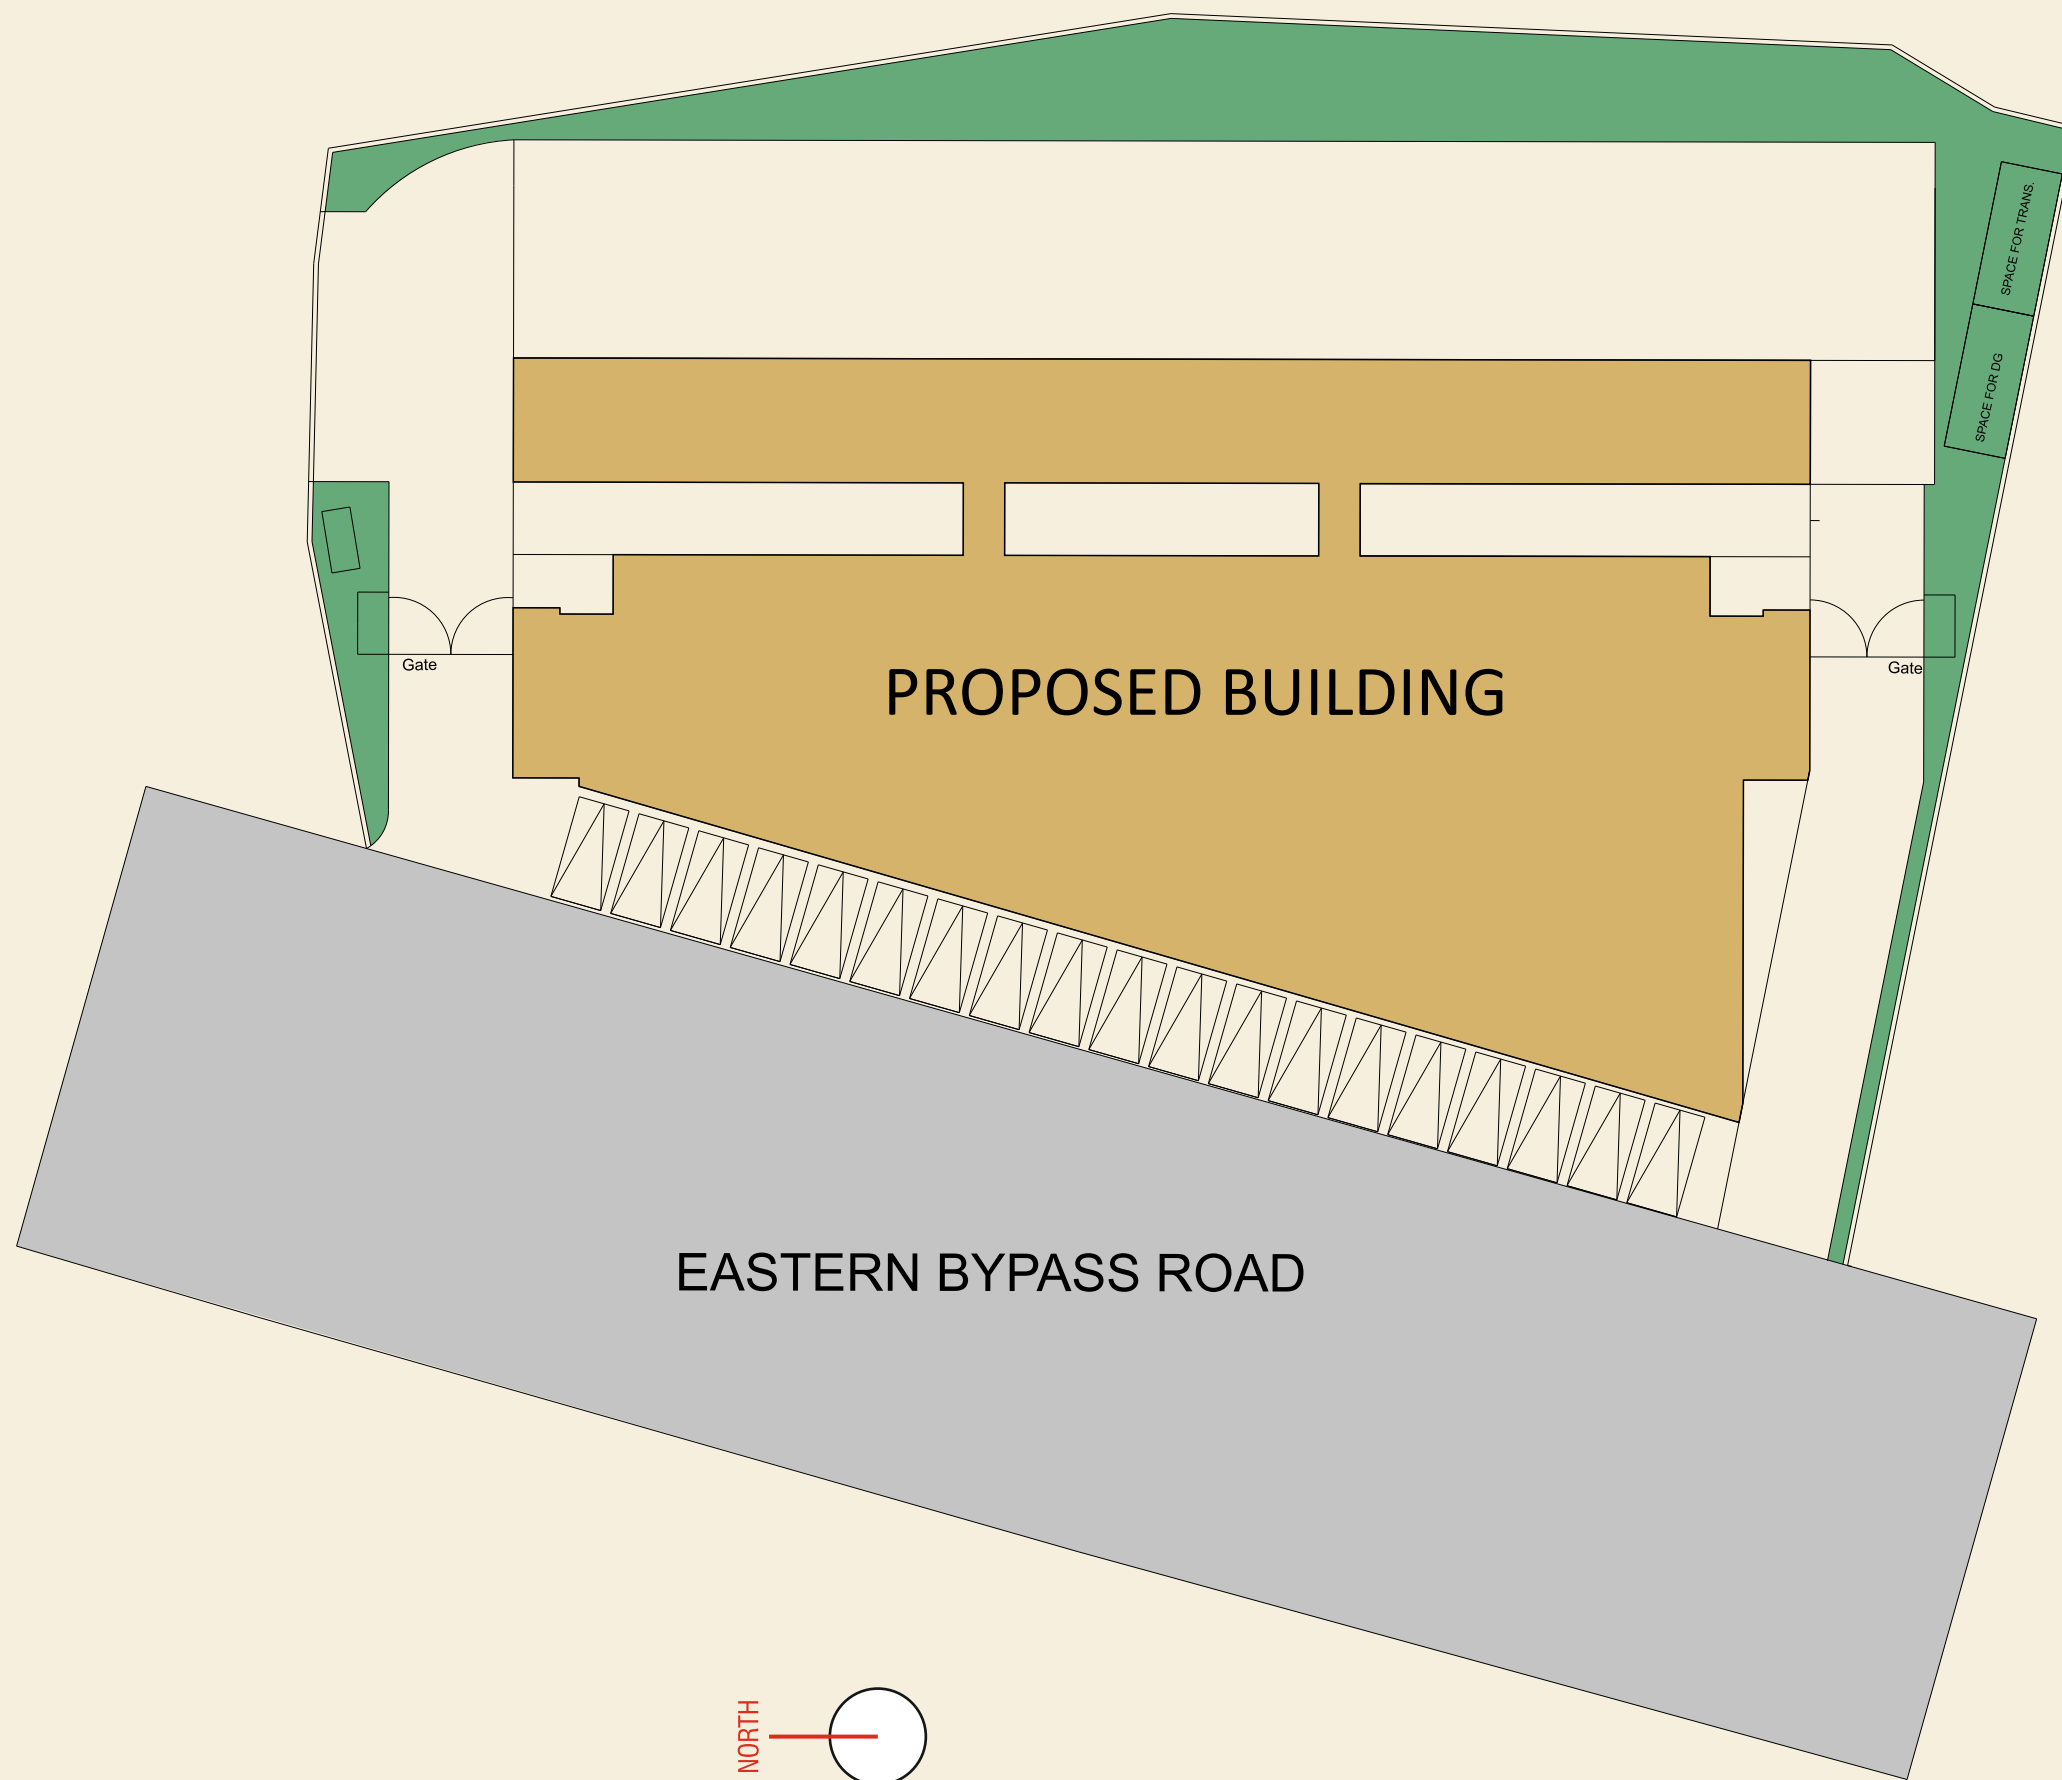 SPACE FOR TRANS.
SPACE FOR DG
Gate
Gate
PROPOSED BUILDING
EASTERN BYPASS ROAD
NORTH